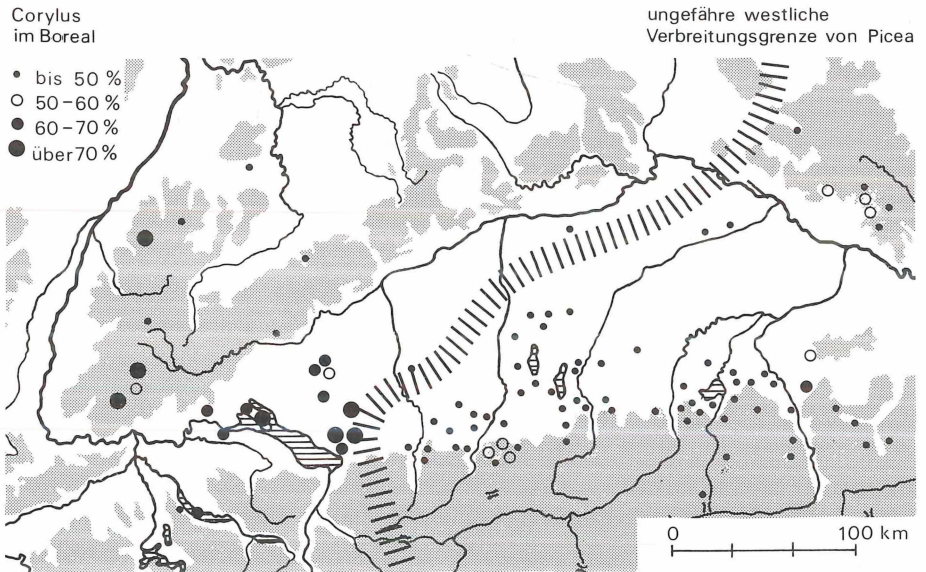 Corylus
im Boreal
bis 50 %
50-60 %
60-70 %
über 70 %
ungefähre westliche
Verbreitungsgrenze von Picea
0 100 km